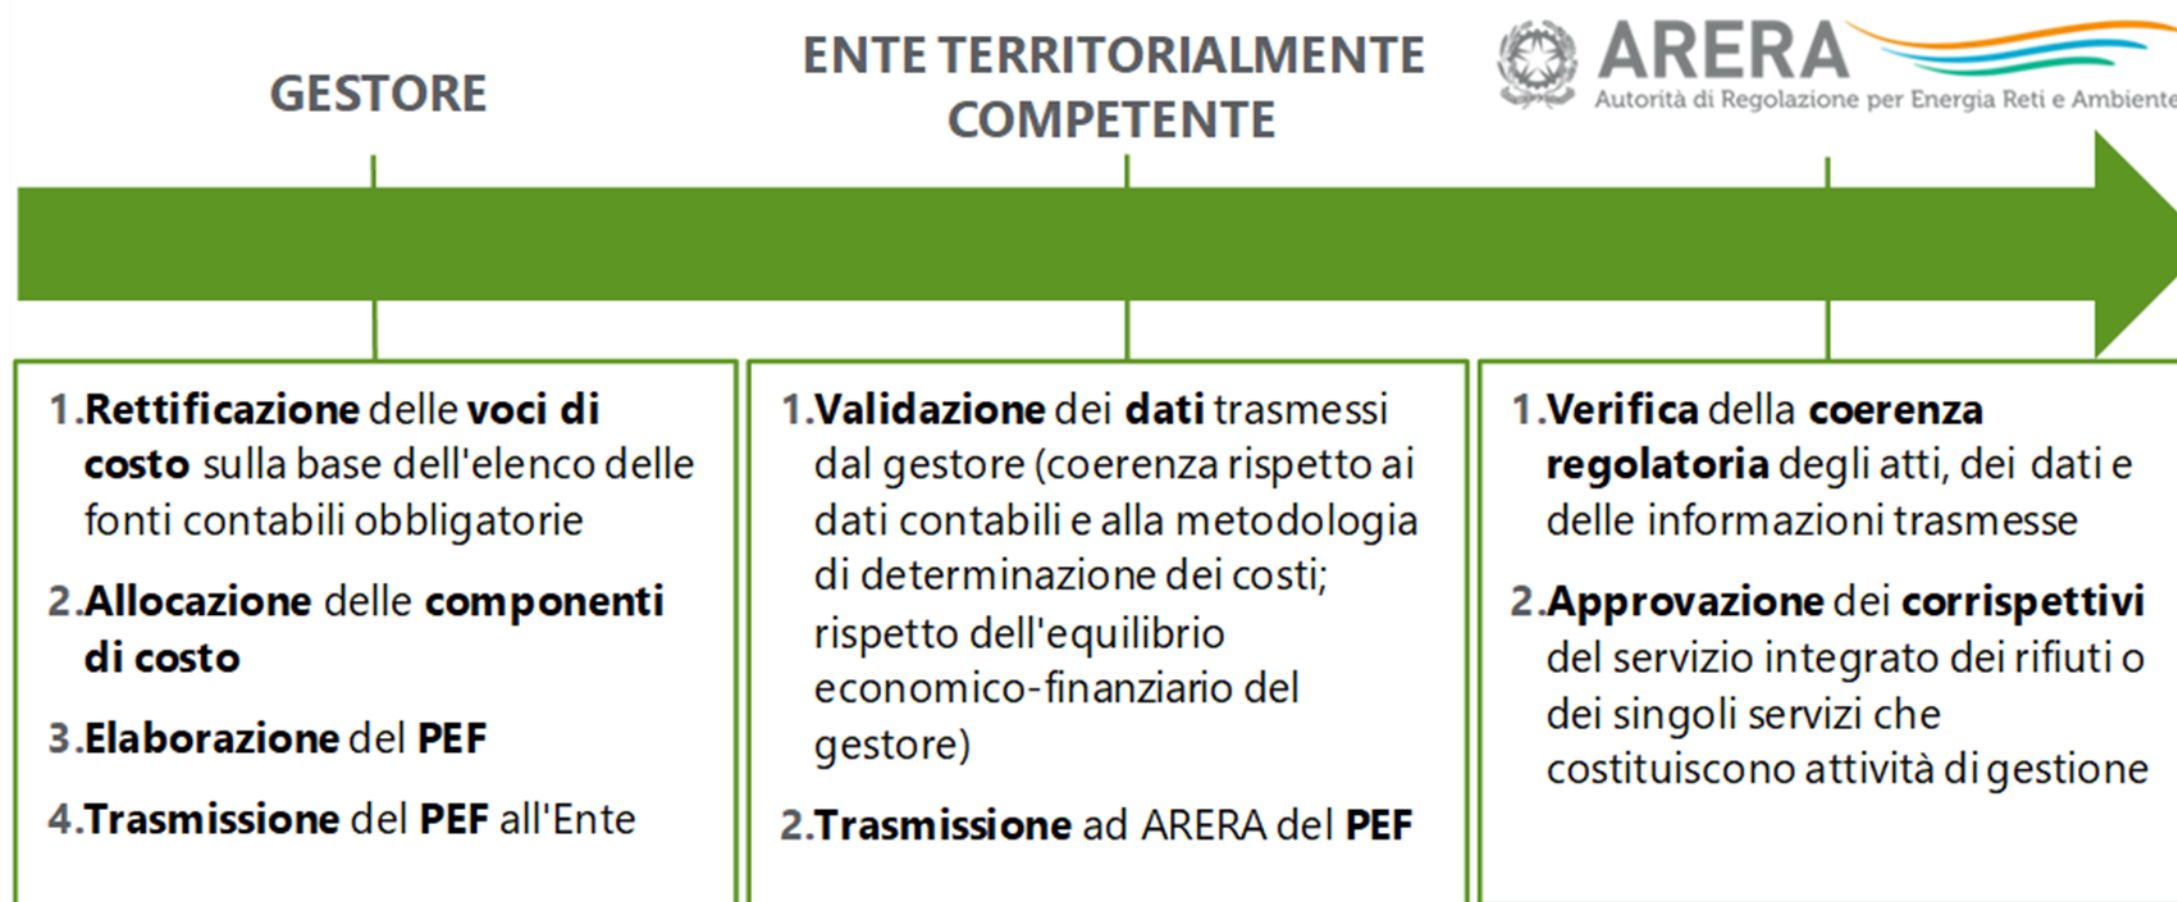 GESTORE
ENTE TERRITORIALMENTE
COMPETENTE
ARERA
Autorità di Regolazione per Energia Reti e Ambiente
1.Rettificazione delle voci di
costo sulla base dell'elenco delle
fonti contabili obbligatorie
2.Allocazione delle componenti
di costo
3.Elaborazione del PEF
4.Trasmissione del PEF all'Ente
1.Validazione dei dati trasmessi
dal gestore (coerenza rispetto ai
dati contabili e alla metodologia
di determinazione dei costi;
rispetto dell'equilibrio
economico-finanziario del
gestore)
2.Trasmissione ad ARERA del PEF
1.Verifica della coerenza
regolatoria degli atti, dei dati e
delle informazioni trasmesse
2.Approvazione dei corrispettivi
del servizio integrato dei rifiuti o
dei singoli servizi che
costituiscono attività di gestione